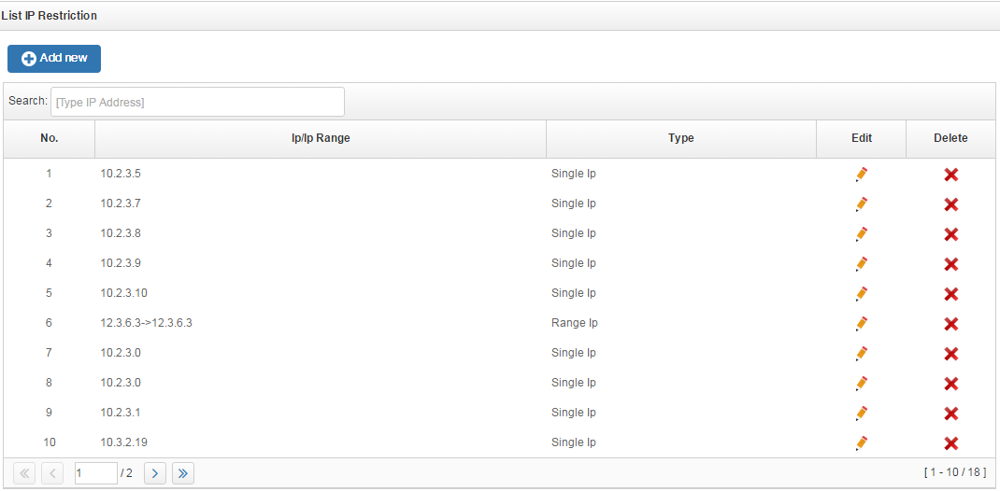 List IP Restriction
Add new
Search: [Type IP Address]
No. Ip/Ip Range Type Edit Delete
1 10.2.3.5 Single Ip
2 10.2.3.7 Single Ip
3 10.2.3.8 Single Ip
4 10.2.3.9 Single Ip
5 10.2.3.10 Single Ip
6 12.3.6.3->12.3.6.3 Range Ip
7 10.2.3.0 Single Ip
8 10.2.3.0 Single Ip
9 10.2.3.1 Single Ip
10 10.3.2.19 Single Ip
1 / 2 [ 1 - 10 / 18 ]